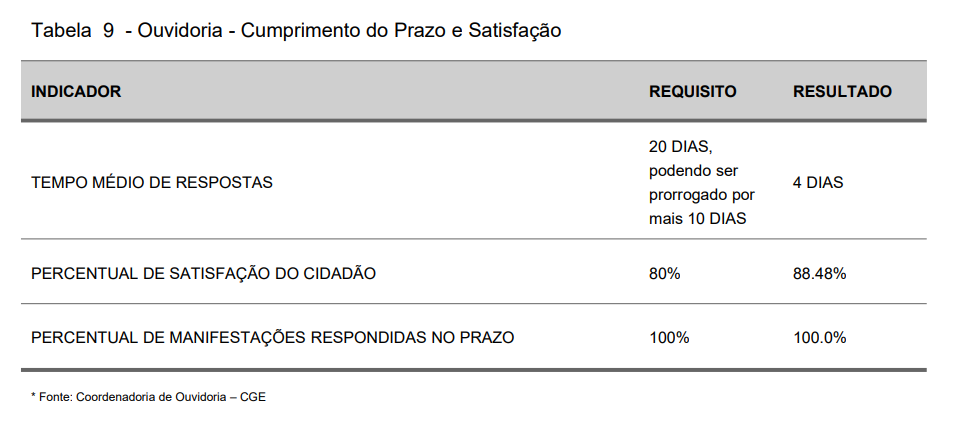 Tabela 9 - Ouvidoria - Cumprimento do Prazo e Satisfação
INDICADOR REQUISITO RESULTADO
TEMPO MÉDIO DE RESPOSTAS
20 DIAS,
podendo ser
prorrogado por
mais 10 DIAS
4 DIAS
PERCENTUAL DE SATISFAÇÃO DO CIDADÃO 80% 88.48%
PERCENTUAL DE MANIFESTAÇÕES RESPONDIDAS NO PRAZO 100% 100.0%
* Fonte: Coordenadoria de Ouvidoria – CGE